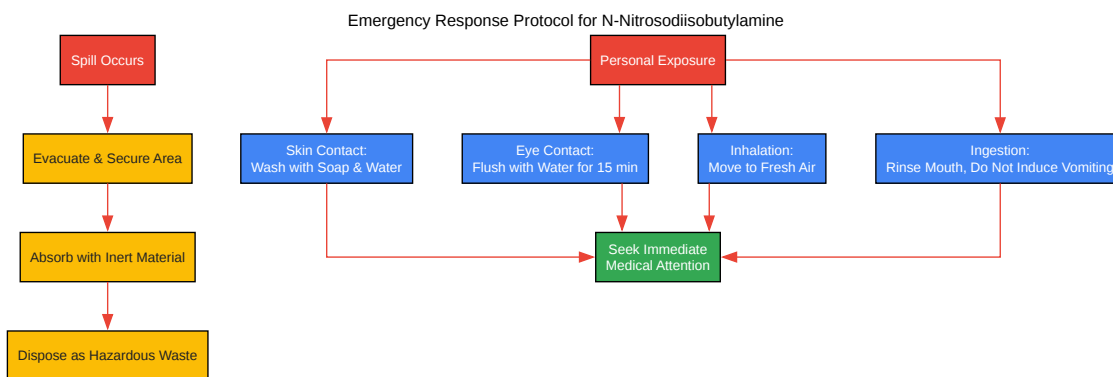 Emergency Response Protocol for N-Nitrosodiisobutylamine
Spill Occurs
Evacuate & Secure Area
Absorb with Inert Material
Dispose as Hazardous Waste
Personal Exposure
Skin Contact:
Wash with Soap & Water
Eye Contact:
Flush with Water for 15 min
Inhalation:
Move to Fresh Air
Ingestion:
Rinse Mouth, Do Not Induce Vomiting
Seek Immediate
Medical Attention